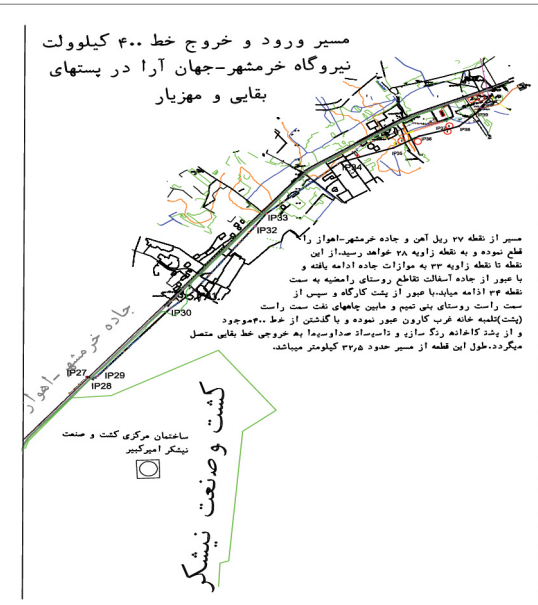 مسیر ورود و خروج خط ۴۰۰ کیلوولت
نیروگاه خرمشهر-جهان آرا در پستهای
بقایی و مهزیار
IP39
IP37
IP38
IP36
IP35
IP34
IP33
IP32
مسیر از نقطه ۲۷ ریل آهن و جاده خرمشهر-اهواز را
قطع نموده و به نقطه زاویه ۲۸ خواهد رسید.از این
نقطه تا نقطه زاویه ۳۳ به موازات جاده ادامه یافته و
با عبور از جاده آسفالت تقاطع روستای رامضیه به سمت
نقطه ۳۴ ادامه میابد.با عبور از پشت کارگاه و سپس از
سمت راست روستای بنی تمیم و مابین چاههای نفت سمت راست
(پشت)تلمبه خانه غرب کارون عبور نموده و با گذشتن از خط ۴۰۰موجود
و از پشت کاخانه رنگ سازی و تاسیسات صداوسیما به خروجی خط بقایی متصل
میگردد.طول این قطعه از مسیر حدود ۳۲٫۵ کیلومتر میباشد.
IP30
جاده خرمشهر-اهواز
IP27
IP29
IP28
ساختمان مرکزی کشت و صنعت
نیشکر امیرکبیر
کشت و صنعت نیشکر